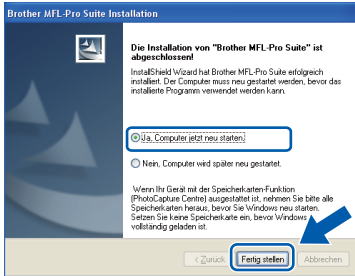 Brother MFL-Pro Suite Installation
Die Installation von "Brother MFL-Pro Suite" ist
abgeschlossen!
InstallShield Wizard hat Brother MFL-Pro Suite erfolgreich
installiert. Der Computer muss neu gestartet werden, bevor das
installierte Programm verwendet werden kann.
Ja, Computer jetzt neu starten.
Nein, Computer wird später neu gestartet.
Wenn Ihr Gerät mit der Speicherkarten-Funktion
(PhotoCapture Centre) ausgestattet ist, nehmen Sie bitte alle
Speicherkarten heraus, bevor Sie Windows neu starten.
Setzen Sie keine Speicherkarte ein, bevor Windows
vollständig geladen ist.
< Zurück
Fertig stellen
Abbrechen